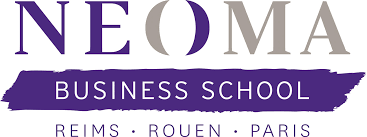 NEOMA
BUSINESS SCHOOL
REIMS • ROUEN • PARIS